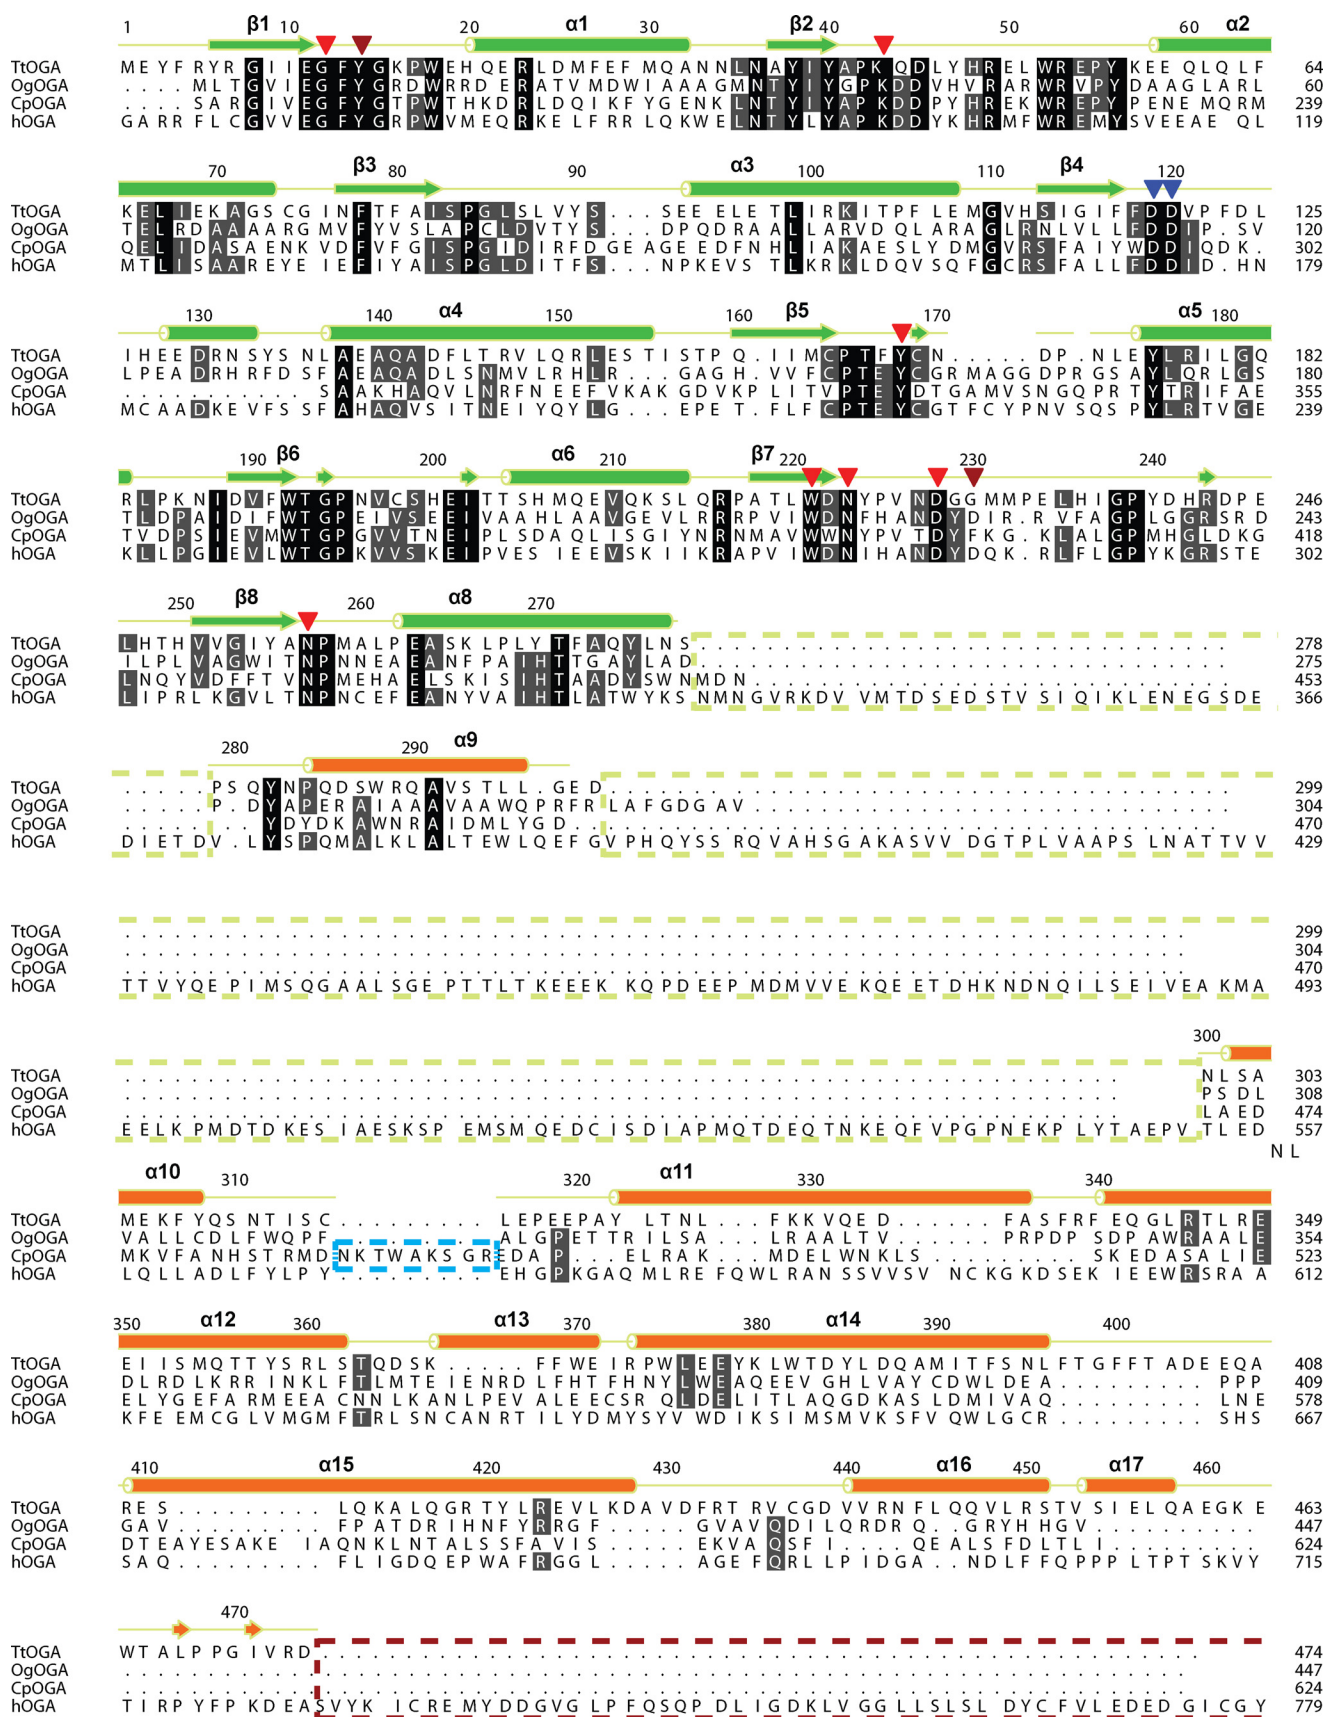 1 β1 10 20 α1 30 β2 40 50 60 α2
TtOGA MEYFRYRGIIEGFYGKPWEHQERLDMFEFMQANNLNAYIYAPKQDLYHRELWREPYKEEQLQLF 64
OgOGA ....MLTGVIEGFYGRDWRRDERATVMDWIAAAGMNTYIYGPKDDVHVRARWRVPYDAAGLARL 60
CpOGA ....SARGIVEGFYGTPWTHKDRLDQIKFYGENKLNTYIYAPKDDPYHREKWREPYPENEMQRM 239
hOGA GARRFLCGVVEGFYGRPWVMEQRKELFRRLQKWELNTYLYAPKDDYKHRMFWREMYSVEEAEQL 119
70 β3 80 90 α3 100 110 β4 120
TtOGA KELIEKAGSCGINFTFAISPGLSLVYS...SEEELETLIRKITPFLEMGVHSIGIFFDDVPFDL 125
OgOGA TELRDAAAARGMVFYVSLAPCLDVTYS...DPQDRAALLARVDQLARAGLRNLVLLFDDIP.SV 120
CpOGA QELIDASAENKVDFVFGISPGIDIRFDGEAGEEDFNHLIAKAESLYDMGVRSFAIYWDDIQDK. 302
hOGA MTLISAAREYEIEFIYAISPGLDITFS...NPKEVSTLKRKLDQVSQFGCRSFALLFDDID.HN 179
130 140 α4 150 160 β5 170 α5 180
TtOGA IHEEDRNSYSNLAEAQADFLTRVLQRLESTISTPQ.IIMCPTFYCN.....DP.NLEYLRILGQ 182
OgOGA LPEADRHRFDSFAEAQADLSNMVLRHLR...GAGH.VVFCPTEYCGRMAGGDPRGSAYLQRLGS 180
CpOGA ...........SAAKHAQVLNRFNEEFVKAKGDVKPLITVPTEYDTGAMVSNGQPRTYTRIFAE 352
hOGA MCAADKEVFSSFAHAQVSITNEIYQYLG...EPET.FLFCPTEYCGTFCYPNVSQSPYLRTVGE 239
190 β6 200 α6 210 β7 220 230 240
TtOGA RLPKNIDVFWTGPNVCSHEITTSHMQEVQKSLQRPATLWDNYPVNDGGMMPELHIGPYDHRDPE 246
OgOGA TLDPAIDIFWTGPEIVSEEIVAAHLAAVGEVLRRRPVIWDNFHANDYDIR.RVFAGPLGGRSRD 243
CpOGA TVDPSIEVMWTGPGVVTNEIPLSDAQLISGIYNRNMAVWWNYPVTDYFKG.KLALGPMHGLDKG 418
hOGA KLLPGIEVLWTGPKVVSKEIPVESIEEVSKIIKRAPVIWDNIHANDYDQK.RLFLGPYKGRSTE 302
250 β8 260 α8 270
TtOGA LHTHVVGIYANPMALPEASKLPLYTFAQYLNS................................ 278
OgOGA ILPLVAGWITNPNNEAEANFPAIHTTGAYLAD................................ 275
CpOGA LNQYVDFFTVNPMEHAELSKISIHTAADYSWNMDN............................. 453
hOGA LIPRLKGVLTNPNCEFEANYVAIHTLATWYKSNMNGVRKDVVMTDSEDSTVSIQIKLENEGSDE 366
280 290 α9
TtOGA .....PSQYNPQDSWRQAVSTLL.GED..................................... 299
OgOGA .....P.DYAPERAIAAAVAAWQPRFRLAFGDGAV............................. 304
CpOGA .......YDYDKAWNRAIDMLYGD........................................ 470
hOGA DIETDV.LYSPQMALKLALTEWLQEFGVPHQYSSRQVAHSGAKASVVDGTPLVAAPSLNATTVV 429
TtOGA ................................................................ 299
OgOGA ................................................................ 304
CpOGA ................................................................ 470
hOGA TTVYQEPIMSQGAALSGEPTTLTKEEEKKQPDEEPMDMVVEKQEETDHKNDNQILSEIVEAKMA 493
300
TtOGA ............................................................NLSA 303
OgOGA ............................................................PSDL 308
CpOGA ............................................................LAED 474
hOGA EELKPMDTDKESIAESKSPEMSMQEDCISDIAPMQTDEQTNKEQFVPGPNEKPLYTAEPVTLED 557
NL
α10 310 320 α11 330 340
TtOGA MEKFYQSNTISC.........LEPEEPAYLTNL...FKKVQED......FASFRFEQGLRTLRE 349
OgOGA VALLCDLFWQPF.........ALGPETTRILSA...LRAALTV......PRPDPSDPAWRAALE 354
CpOGA MKVFANHSTRMDNKTWAKSGREDAP...ELRAK...MDELWNKLS.......SKEDASALIE 523
hOGA LQLLADLFYLPY.........EHGPKGAQMLREFQWLRANSSVVSVNCKGKDSEKIEEWRSRAA 612
350 α12 360 α13 370 380 α14 390 400
TtOGA EIISMQTTYSRLSTQDSK.....FFWEIRPWLEEYKLWTDYLDQAMITFSNLFTGFFTADEEQA 408
OgOGA DLRDLKRRINKLFTLMTEIENRDLFHTFHNYLWEAQEEVGHLVAYCDWLDEA.........PPP 409
CpOGA ELYGEFARMEEACNNLKANLPEVALEECSRQLDELITLAQGDKASLDMIVAQ.........LNE 578
hOGA KFEEMCGLVMGMFTRLSNCANRTILYDMYSYVWDIKSIMSMVKSFVQWLGCR.........SHS 667
410 α15 420 430 440 α16 450 α17 460
TtOGA RES.........LQKALQGRTYLREVLKDAVDFRTRVCGDVVRNFLQQVLRSTVSIELQAEGKE 463
OgOGA GAV.........FPATDRIHNFYRRGF.....GVAVQDILQRDRQ..GRYHHGV.......... 447
CpOGA DTEAYESAKEIAQNKLNTALSSFAVIS.....EKVAQSFI....QEALSFDLTLI......... 624
hOGA SAQ.........FLIGDQEPWAFRGGL.....AGEFQRLLPIDGA..NDLFFQPPPLTPTSKVY 715
470
TtOGA WTALPPGIVRD..................................................... 474
OgOGA ............................................................ 447
CpOGA ............................................................ 624
hOGA TIRPYFPKDEASVYKICREMYDDGVGLPFQSQPDLIGDKLVGGLLSLSLDYCFVLEDEDGICGY 779